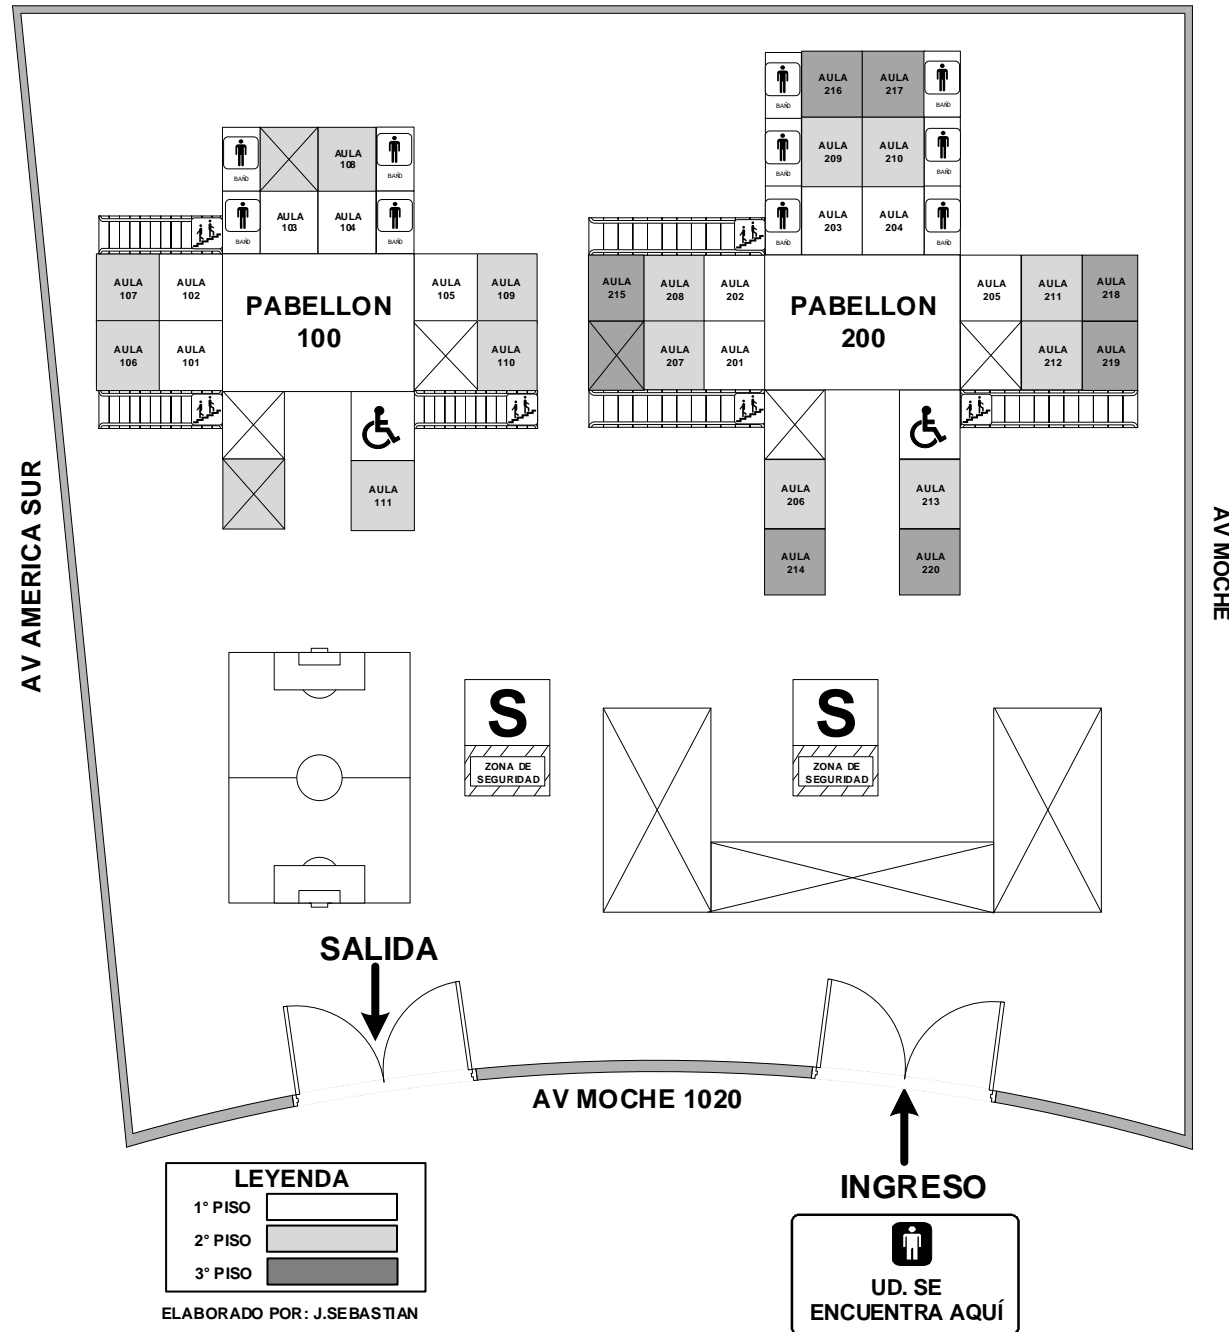 BAÑO
AULA
216
AULA
217
BAÑO
BAÑO
AULA
108
BAÑO
BAÑO
AULA
209
AULA
210
BAÑO
BAÑO
AULA
103
AULA
104
BAÑO
BAÑO
AULA
203
AULA
204
BAÑO
AULA
107
AULA
102
PABELLON
100
AULA
105
AULA
109
AULA
106
AULA
101
AULA
110
AULA
215
AULA
208
AULA
202
PABELLON
200
AULA
205
AULA
211
AULA
218
AULA
207
AULA
201
AULA
212
AULA
219
AULA
111
AULA
206
AULA
213
AULA
214
AULA
220
AV AMERICA SUR
AV MOCHE
S
ZONA DE
SEGURIDAD
S
ZONA DE
SEGURIDAD
SALIDA
AV MOCHE 1020
INGRESO
LEYENDA
1° PISO
2° PISO
3° PISO
ELABORADO POR: J.SEBASTIAN
UD. SE
ENCUENTRA AQUÍ